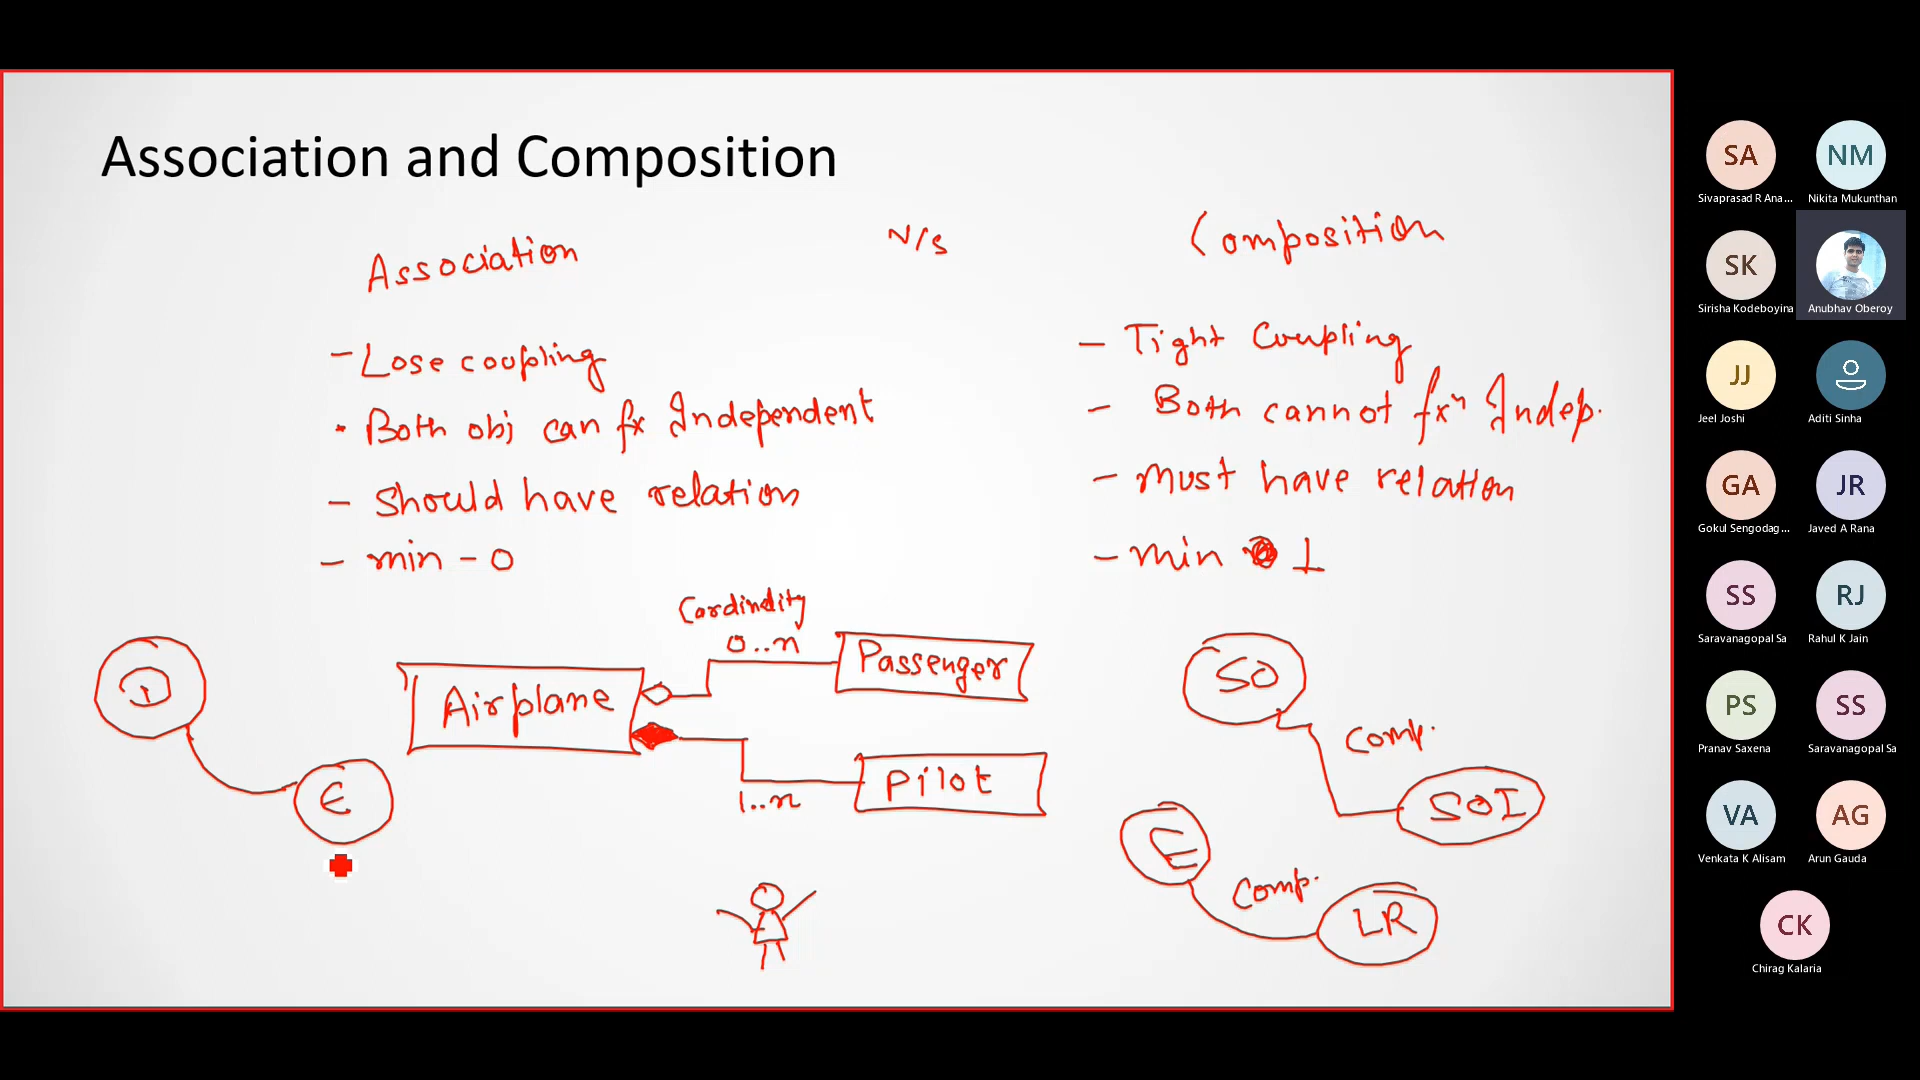 Association and Composition
Association
V/s
Composition
- Lose coupling
- Tight Coupling
• Both obj can fx Independent
- Both cannot fxn Indep.
- Should have relation
- Must have relation
- min - 0
- Min 1
Cardindity
0..n
Passenger
D
Airplane
E
1..n
Pilot
SO
Comp.
SOI
E
Comp.
LR
SA
Sivaprasad R Ana...
NM
Nikita Mukunthan
SK
Sirisha Kodeboyina
Anubhav Oberoy
JJ
Jeel Joshi
Aditi Sinha
GA
Gokul Sengodag...
JR
Javed A Rana
SS
Saravanagopal Sa
RJ
Rahul K Jain
PS
Pranav Saxena
SS
Saravanagopal Sa
VA
Venkata K Alisam
AG
Arun Gauda
CK
Chirag Kalaria